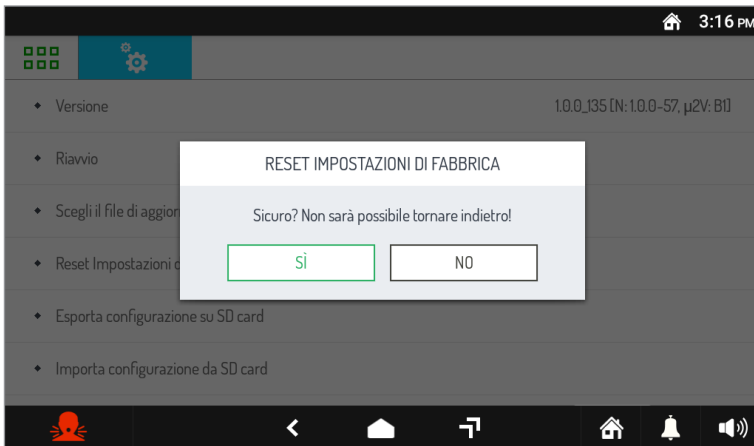 3:16 PM
Versione
1.0.0_135 [N: 1.0.0-57, µ2V: B1]
Riavvio
RESET IMPOSTAZIONI DI FABBRICA
Scegli il file di aggior
Sicuro? Non sarà possibile tornare indietro!
Reset Impostazioni d
SÌ
NO
Esporta configurazione su SD card
Importa configurazione da SD card